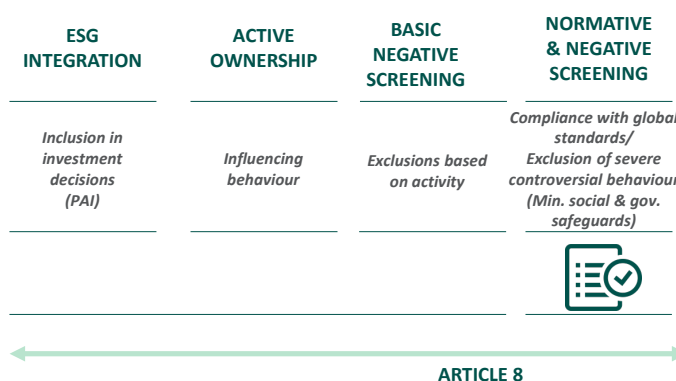 ESG
INTEGRATION
ACTIVE
OWNERSHIP
BASIC
NEGATIVE
SCREENING
NORMATIVE
& NEGATIVE
SCREENING
Inclusion in
investment
decisions
(PAI)
Influencing
behaviour
Exclusions based
on activity
Compliance with global
standards/
Exclusion of severe
controversial behaviour
(Min. social & gov.
safeguards)
ARTICLE 8